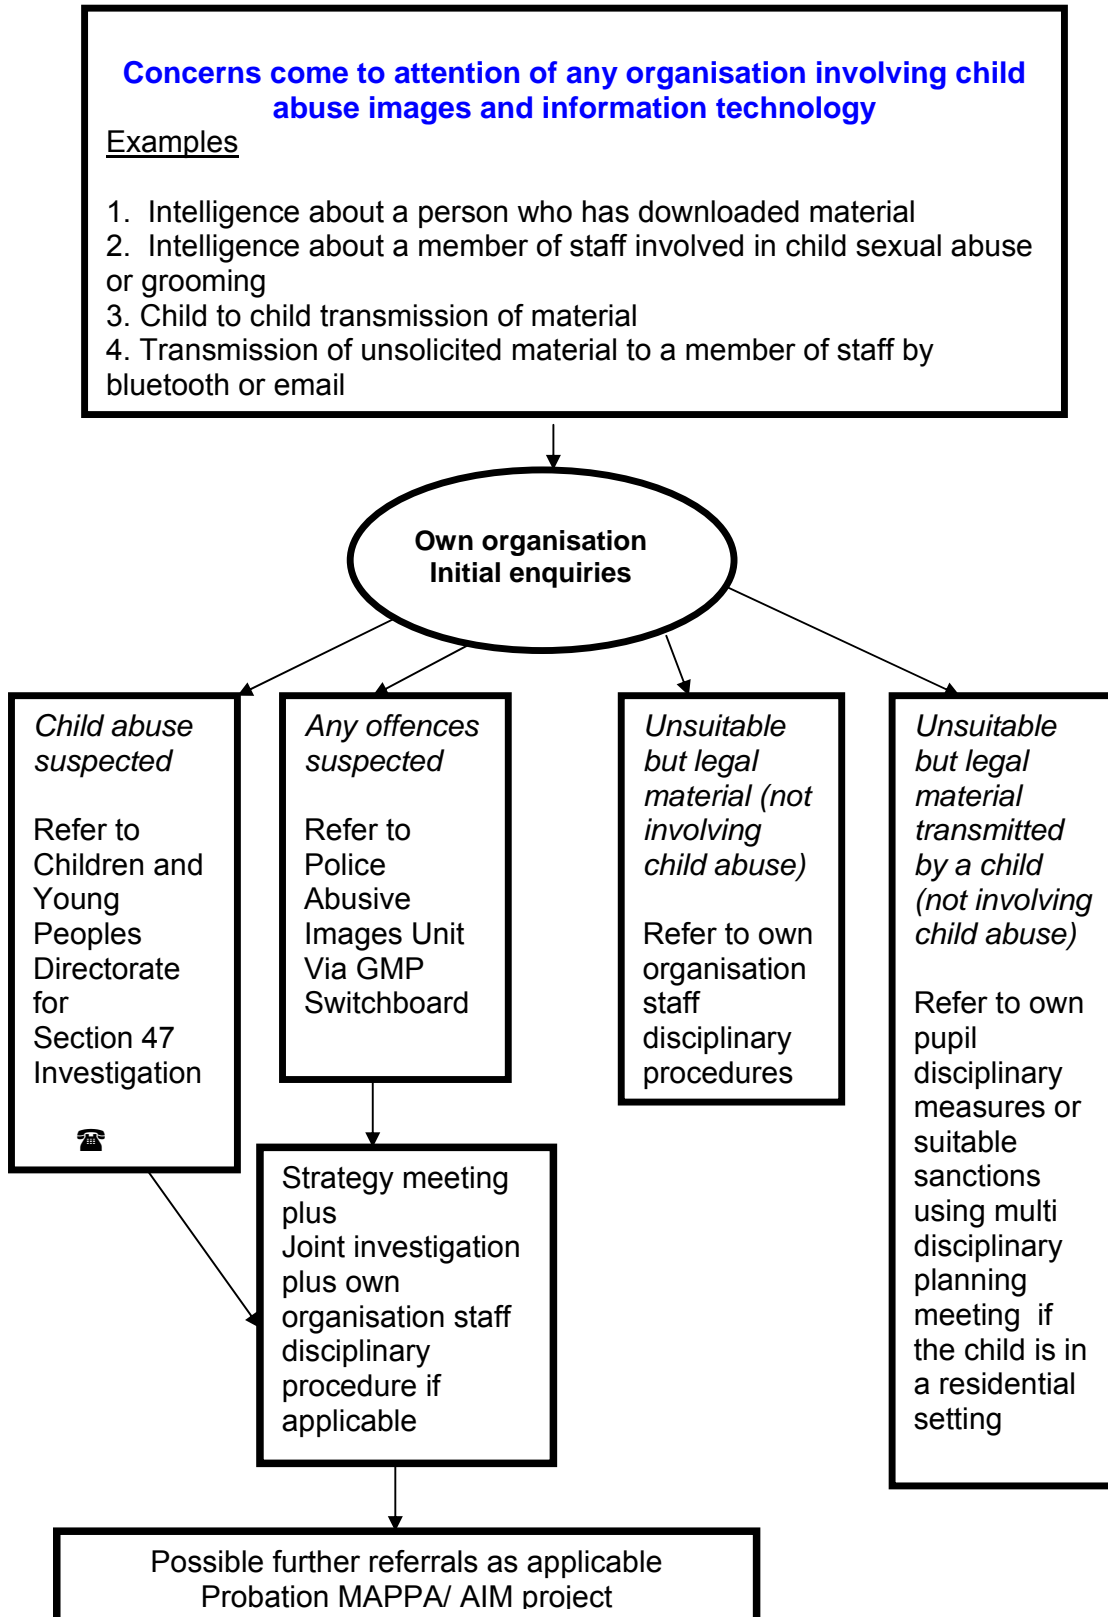 Concerns come to attention of any organisation involving child
abuse images and information technology
Examples
1. Intelligence about a person who has downloaded material
2. Intelligence about a member of staff involved in child sexual abuse
or grooming
3. Child to child transmission of material
4. Transmission of unsolicited material to a member of staff by
bluetooth or email
Own organisation
Initial enquiries
Child abuse
suspected
Refer to
Children and
Young
Peoples
Directorate
for
Section 47
Investigation
☎
Any offences
suspected
Refer to
Police
Abusive
Images Unit
Via GMP
Switchboard
Unsuitable
but legal
material (not
involving
child abuse)
Refer to own
organisation
staff
disciplinary
procedures
Unsuitable
but legal
material
transmitted
by a child
(not involving
child abuse)
Refer to own
pupil
disciplinary
measures or
suitable
sanctions
using multi
disciplinary
planning
meeting if
the child is in
a residential
setting
Strategy meeting
plus
Joint investigation
plus own
organisation staff
disciplinary
procedure if
applicable
Possible further referrals as applicable
Probation MAPPA/ AIM project